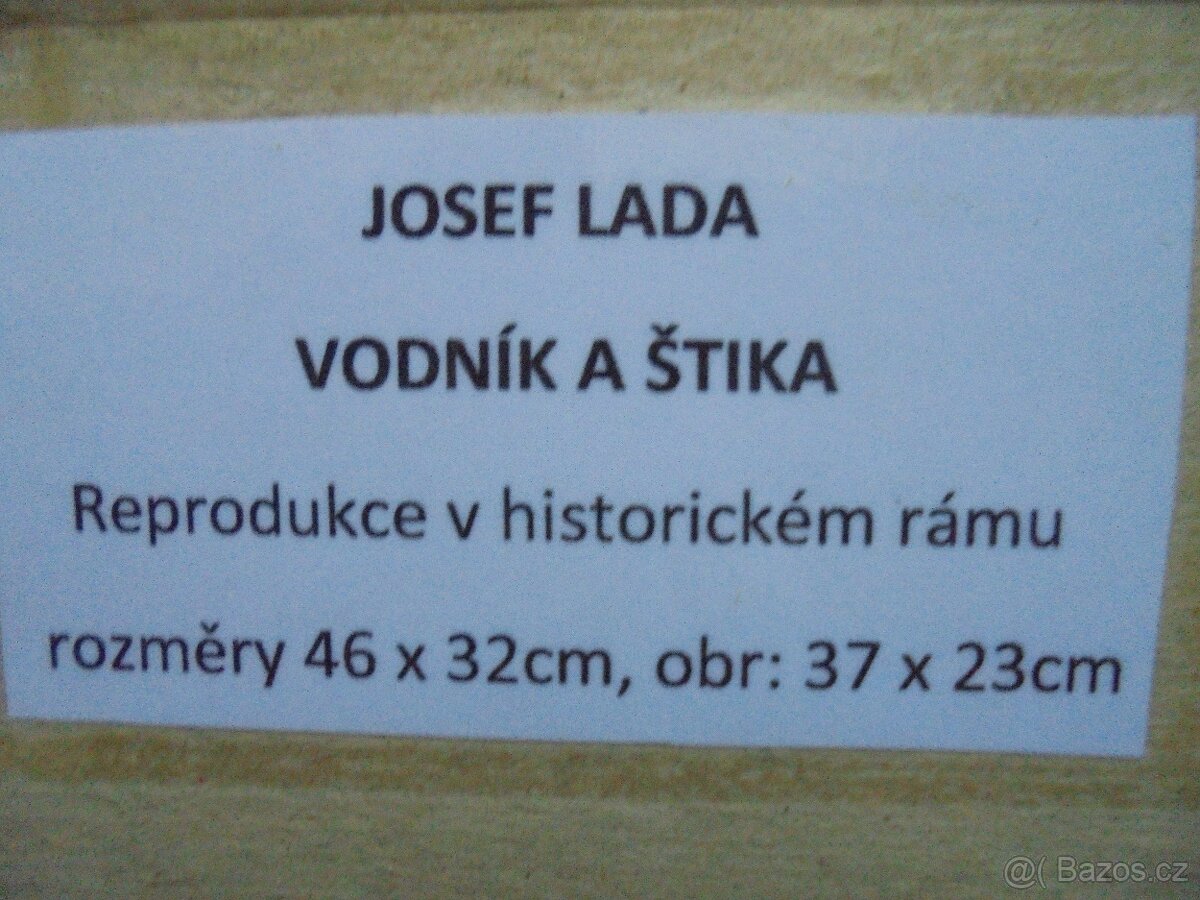 JOSEF LADA
VODNÍK A ŠTIKA
Reprodukce v historickém rámu
rozměry 46 x 32cm, obr: 37 x 23cm
@( Bazos.cz